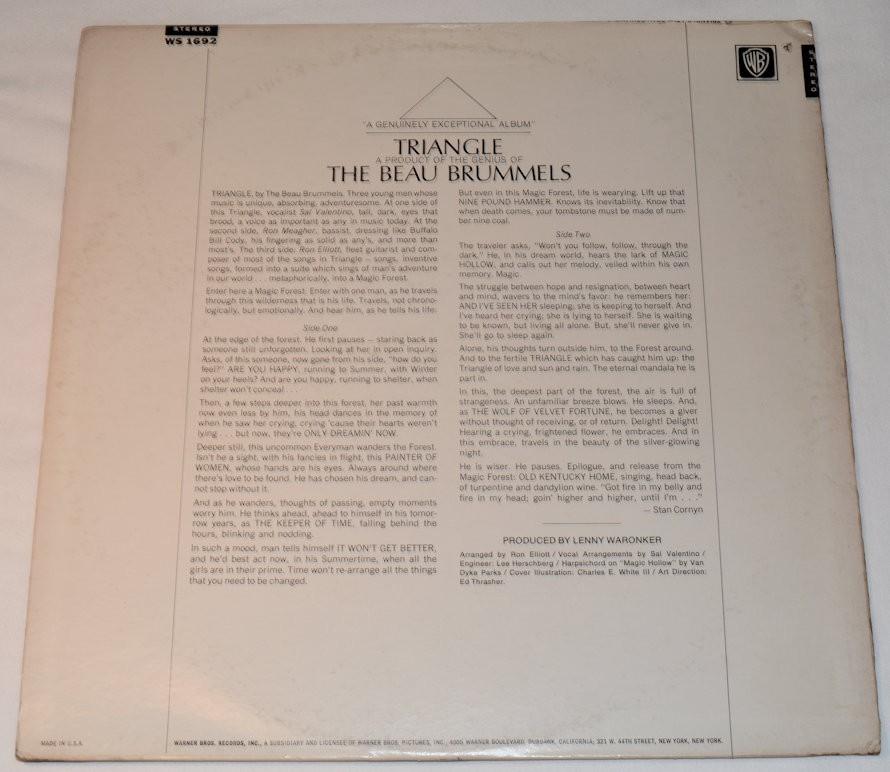 STEREO
WS 1692
WB
STEREO
"A GENUINELY EXCEPTIONAL ALBUM"
TRIANGLE
A PRODUCT OF THE GENIUS OF
THE BEAU BRUMMELS
TRIANGLE, by The Beau Brummels. Three young men whose
music is unique, absorbing, adventuresome. At one side of
this Triangle, vocalist Sal Valentino, tall, dark, eyes that
brood, a voice as important as any in music today. At the
second side, Ron Meagher, bassist, dressing like Buffalo
Bill Cody, his fingering as solid as any's, and more than
most's. The third side: Ron Elliott, fleet guitarist and com-
poser of most of the songs in Triangle – songs, inventive
songs, formed into a suite which sings of man's adventure
in our world . . . metaphorically, into a Magic Forest.
Enter here a Magic Forest. Enter with one man, as he travels
through this wilderness that is his life. Travels, not chrono-
logically, but emotionally. And hear him, as he tells his life:
Side One
At the edge of the forest. He first pauses – staring back as
someone still unforgotten. Looking at her in open inquiry.
Asks, of this someone, now gone from his side, "how do you
feel?" ARE YOU HAPPY, running to Summer, with Winter
on your heels? And are you happy, running to shelter, when
shelter won't conceal . . .
Then, a few steps deeper into this forest, her past warmth
now even less by him, his head dances in the memory of
when he saw her crying, crying 'cause their hearts weren't
lying . . . but now, they're ONLY DREAMIN' NOW.
Deeper still, this uncommon Everyman wanders the Forest.
Isn't he a sight, with his fancies in flight, this PAINTER OF
WOMEN, whose hands are his eyes. Always around where
there's love to be found. He has chosen his dream, and can-
not stop without it.
And as he wanders, thoughts of passing, empty moments
worry him. He thinks ahead, ahead to himself in his tomor-
row years, as THE KEEPER OF TIME, falling behind the
hours, blinking and nodding.
In such a mood, man tells himself IT WON'T GET BETTER,
and he'd best act now, in his Summertime, when all the
girls are in their prime. Time won't re-arrange all the things
that you need to be changed.
But even in this Magic Forest, life is wearying. Lift up that
NINE POUND HAMMER. Knows its inevitability. Know that
when death comes, your tombstone must be made of num-
ber nine coal.
Side Two
The traveler asks, "Won't you follow, follow, through the
dark," He, in his dream world, hears the lark of MAGIC
HOLLOW, and calls out her melody, veiled within his own
memory. Magic.
The struggle between hope and resignation, between heart
and mind, wavers to the mind's favor: he remembers her:
AND I'VE SEEN HER sleeping; she is keeping to herself. And
I've heard her crying; she is lying to herself. She is waiting
to be known, but living all alone. But, she'll never give in.
She'll go to sleep again.
Alone, his thoughts turn outside him, to the Forest around.
And to the fertile TRIANGLE which has caught him up: the
Triangle of love and sun and rain. The eternal mandala he is
part in.
In this, the deepest part of the forest, the air is full of
strangeness. An unfamiliar breeze blows. He sleeps. And,
as THE WOLF OF VELVET FORTUNE, he becomes a giver
without thought of receiving, or of return. Delight! Delight!
Hearing a crying, frightened flower, he embraces. And in
this embrace, travels in the beauty of the silver-glowing
night.
He is wiser. He pauses. Epilogue, and release from the
Magic Forest: OLD KENTUCKY HOME, singing, head back,
of turpentine and dandylion wine. "Got fire in my belly and
fire in my head; goin' higher and higher, until I'm . . ."
– Stan Cornyn
PRODUCED BY LENNY WARONKER
Arranged by Ron Elliott / Vocal Arrangements by Sal Valentino /
Engineer: Lee Herschberg / Harpsichord on "Magic Hollow" by Van
Dyke Parks / Cover Illustration: Charles E. White III / Art Direction:
Ed Thrasher.
MADE IN U.S.A.
WARNER BROS. RECORDS, INC., A SUBSIDIARY AND LICENSEE OF WARNER BROS. PICTURES, INC., 4000 WARNER BOULEVARD, BURBANK, CALIFORNIA; 321 W. 44TH STREET, NEW YORK, NEW YORK.